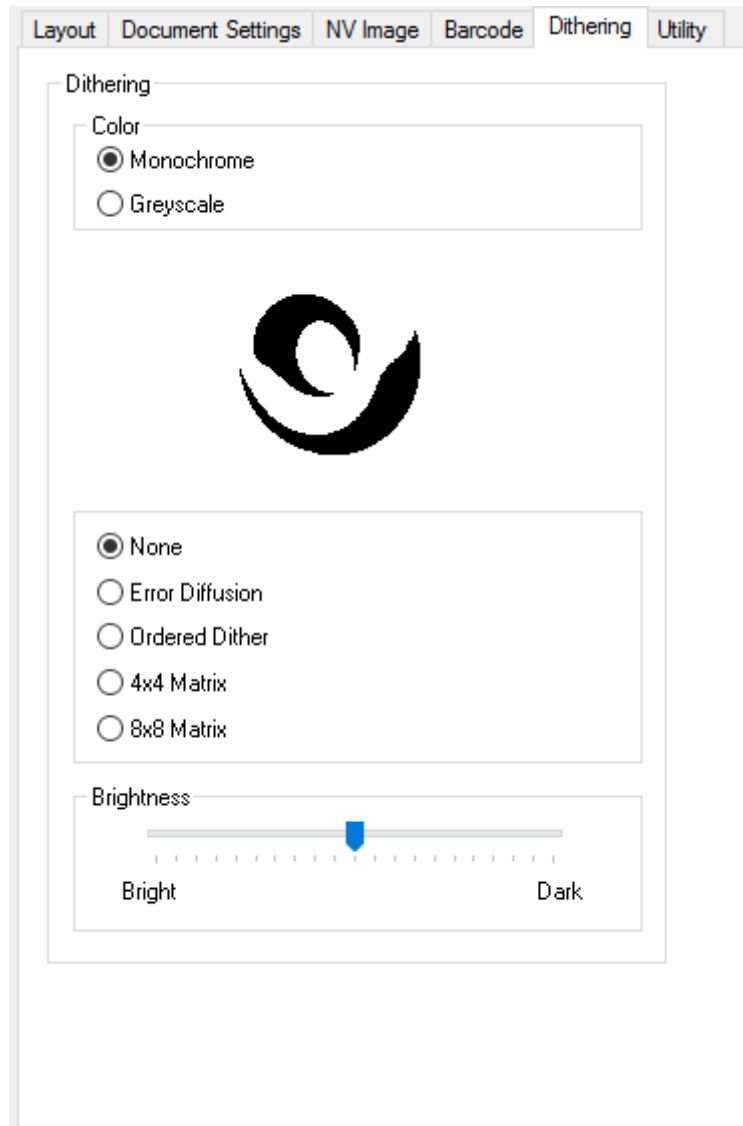 Layout Document Settings NV Image Barcode Dithering Utility
Dithering
Color
Monochrome
Greyscale
None
Error Diffusion
Ordered Dither
4x4 Matrix
8x8 Matrix
Brightness
Bright Dark